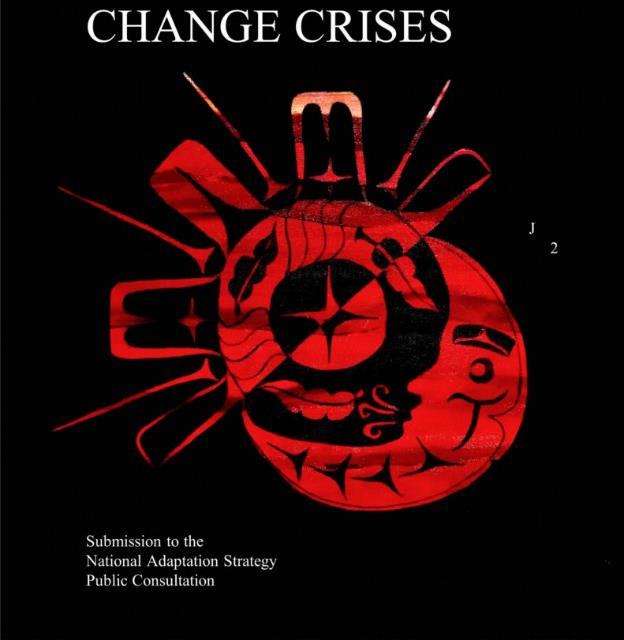 CHANGE CRISES
J
2
Submission to the
National Adaptation Strategy
Public Consultation